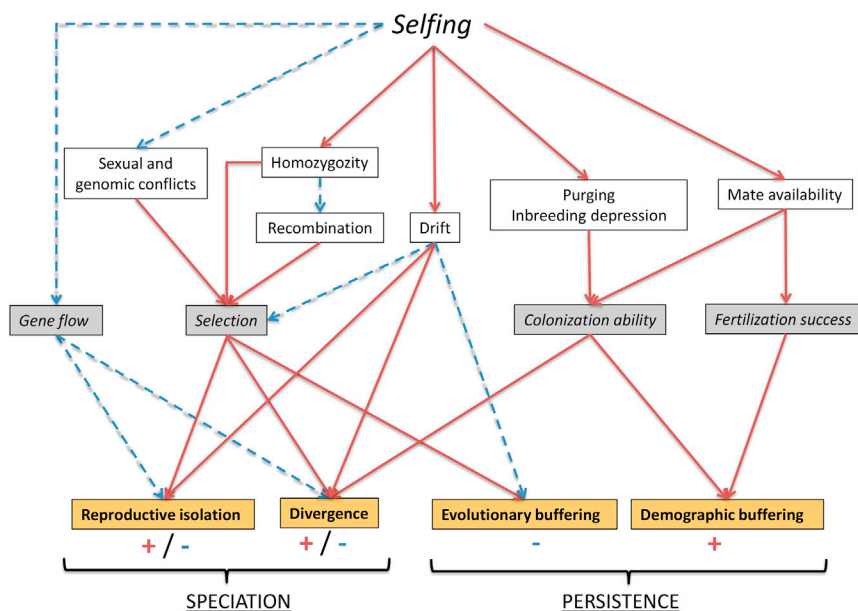 Selfing
Sexual and
genomic conflicts
Homozygozity
Purging
Inbreeding depression
Mate availability
Recombination
Drift
Gene flow
Selection
Colonization ability
Fertilization success
Reproductive isolation
Divergence
Evolutionary buffering
Demographic buffering
+ / -
+ / -
-
+
SPECIATION
PERSISTENCE